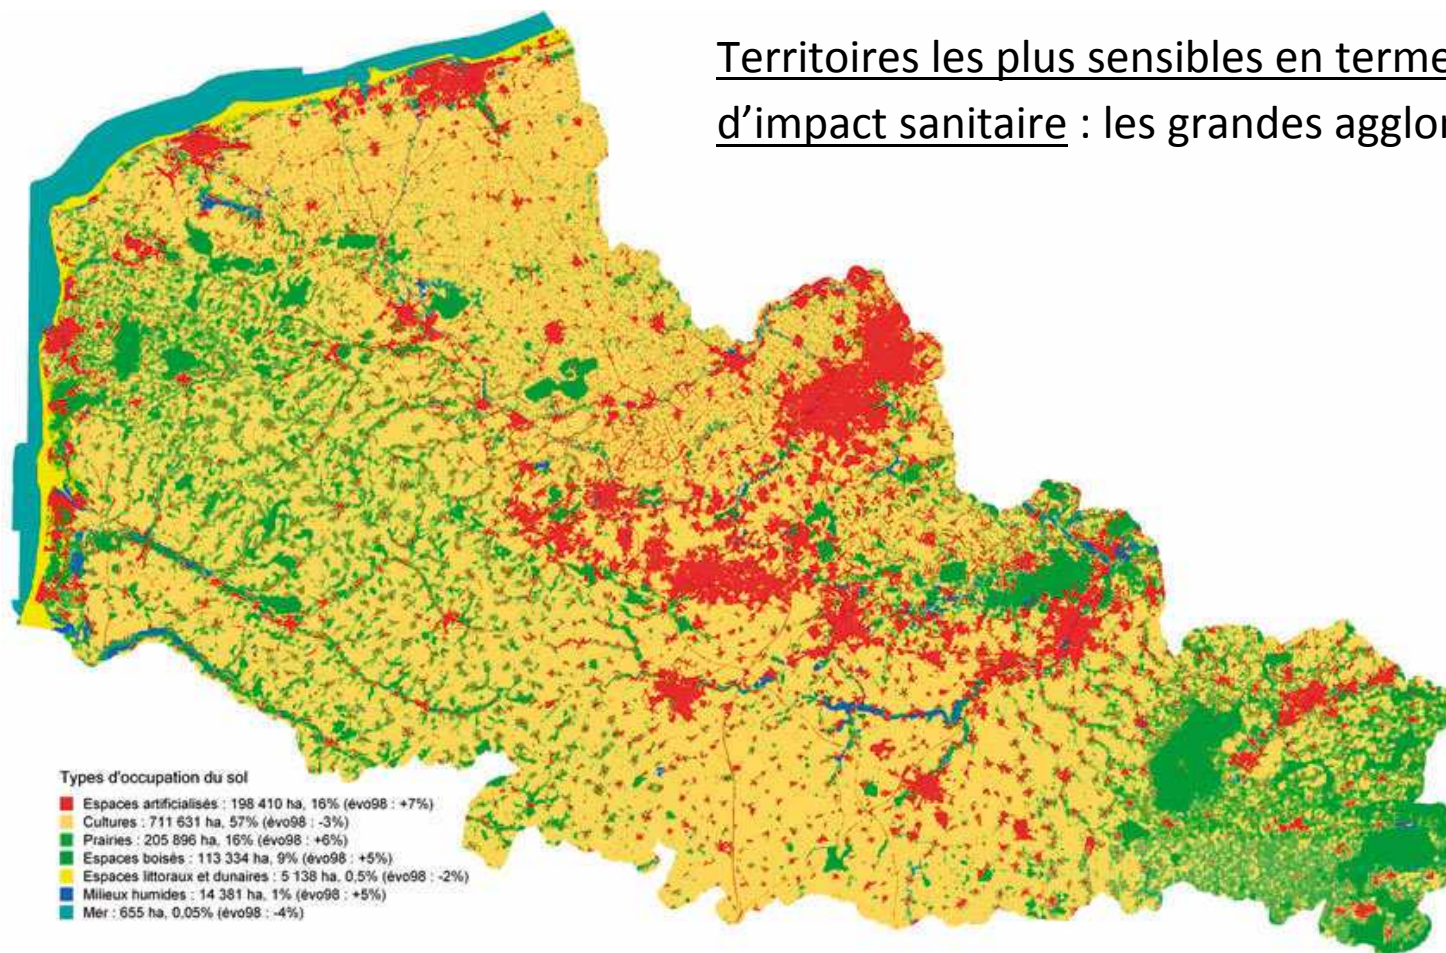 Territoires les plus sensibles en terme
d'impact sanitaire : les grandes agglor
Types d'occupation du sol
Espaces artificialisés : 198 410 ha, 16% (évo98 : +7%)
Cultures : 711 631 ha, 57% (évo98 : -3%)
Prairies : 205 896 ha, 16% (évo98 : +6%)
Espaces boisés : 113 334 ha, 9% (évo98 : +5%)
Espaces littoraux et dunaires : 5 138 ha, 0,5% (évo98 : -2%)
Milieux humides : 14 381 ha, 1% (évo98 : +5%)
Mer : 655 ha, 0,05% (évo98 : -4%)